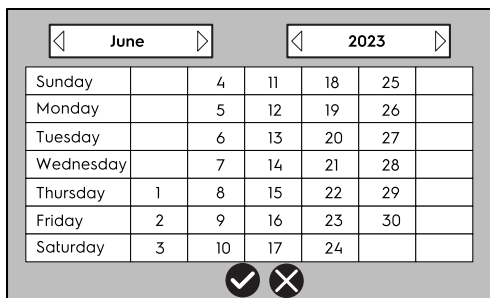 June 2023
Sunday 4 11 18 25
Monday 5 12 19 26
Tuesday 6 13 20 27
Wednesday 7 14 21 28
Thursday 1 8 15 22 29
Friday 2 9 16 23 30
Saturday 3 10 17 24